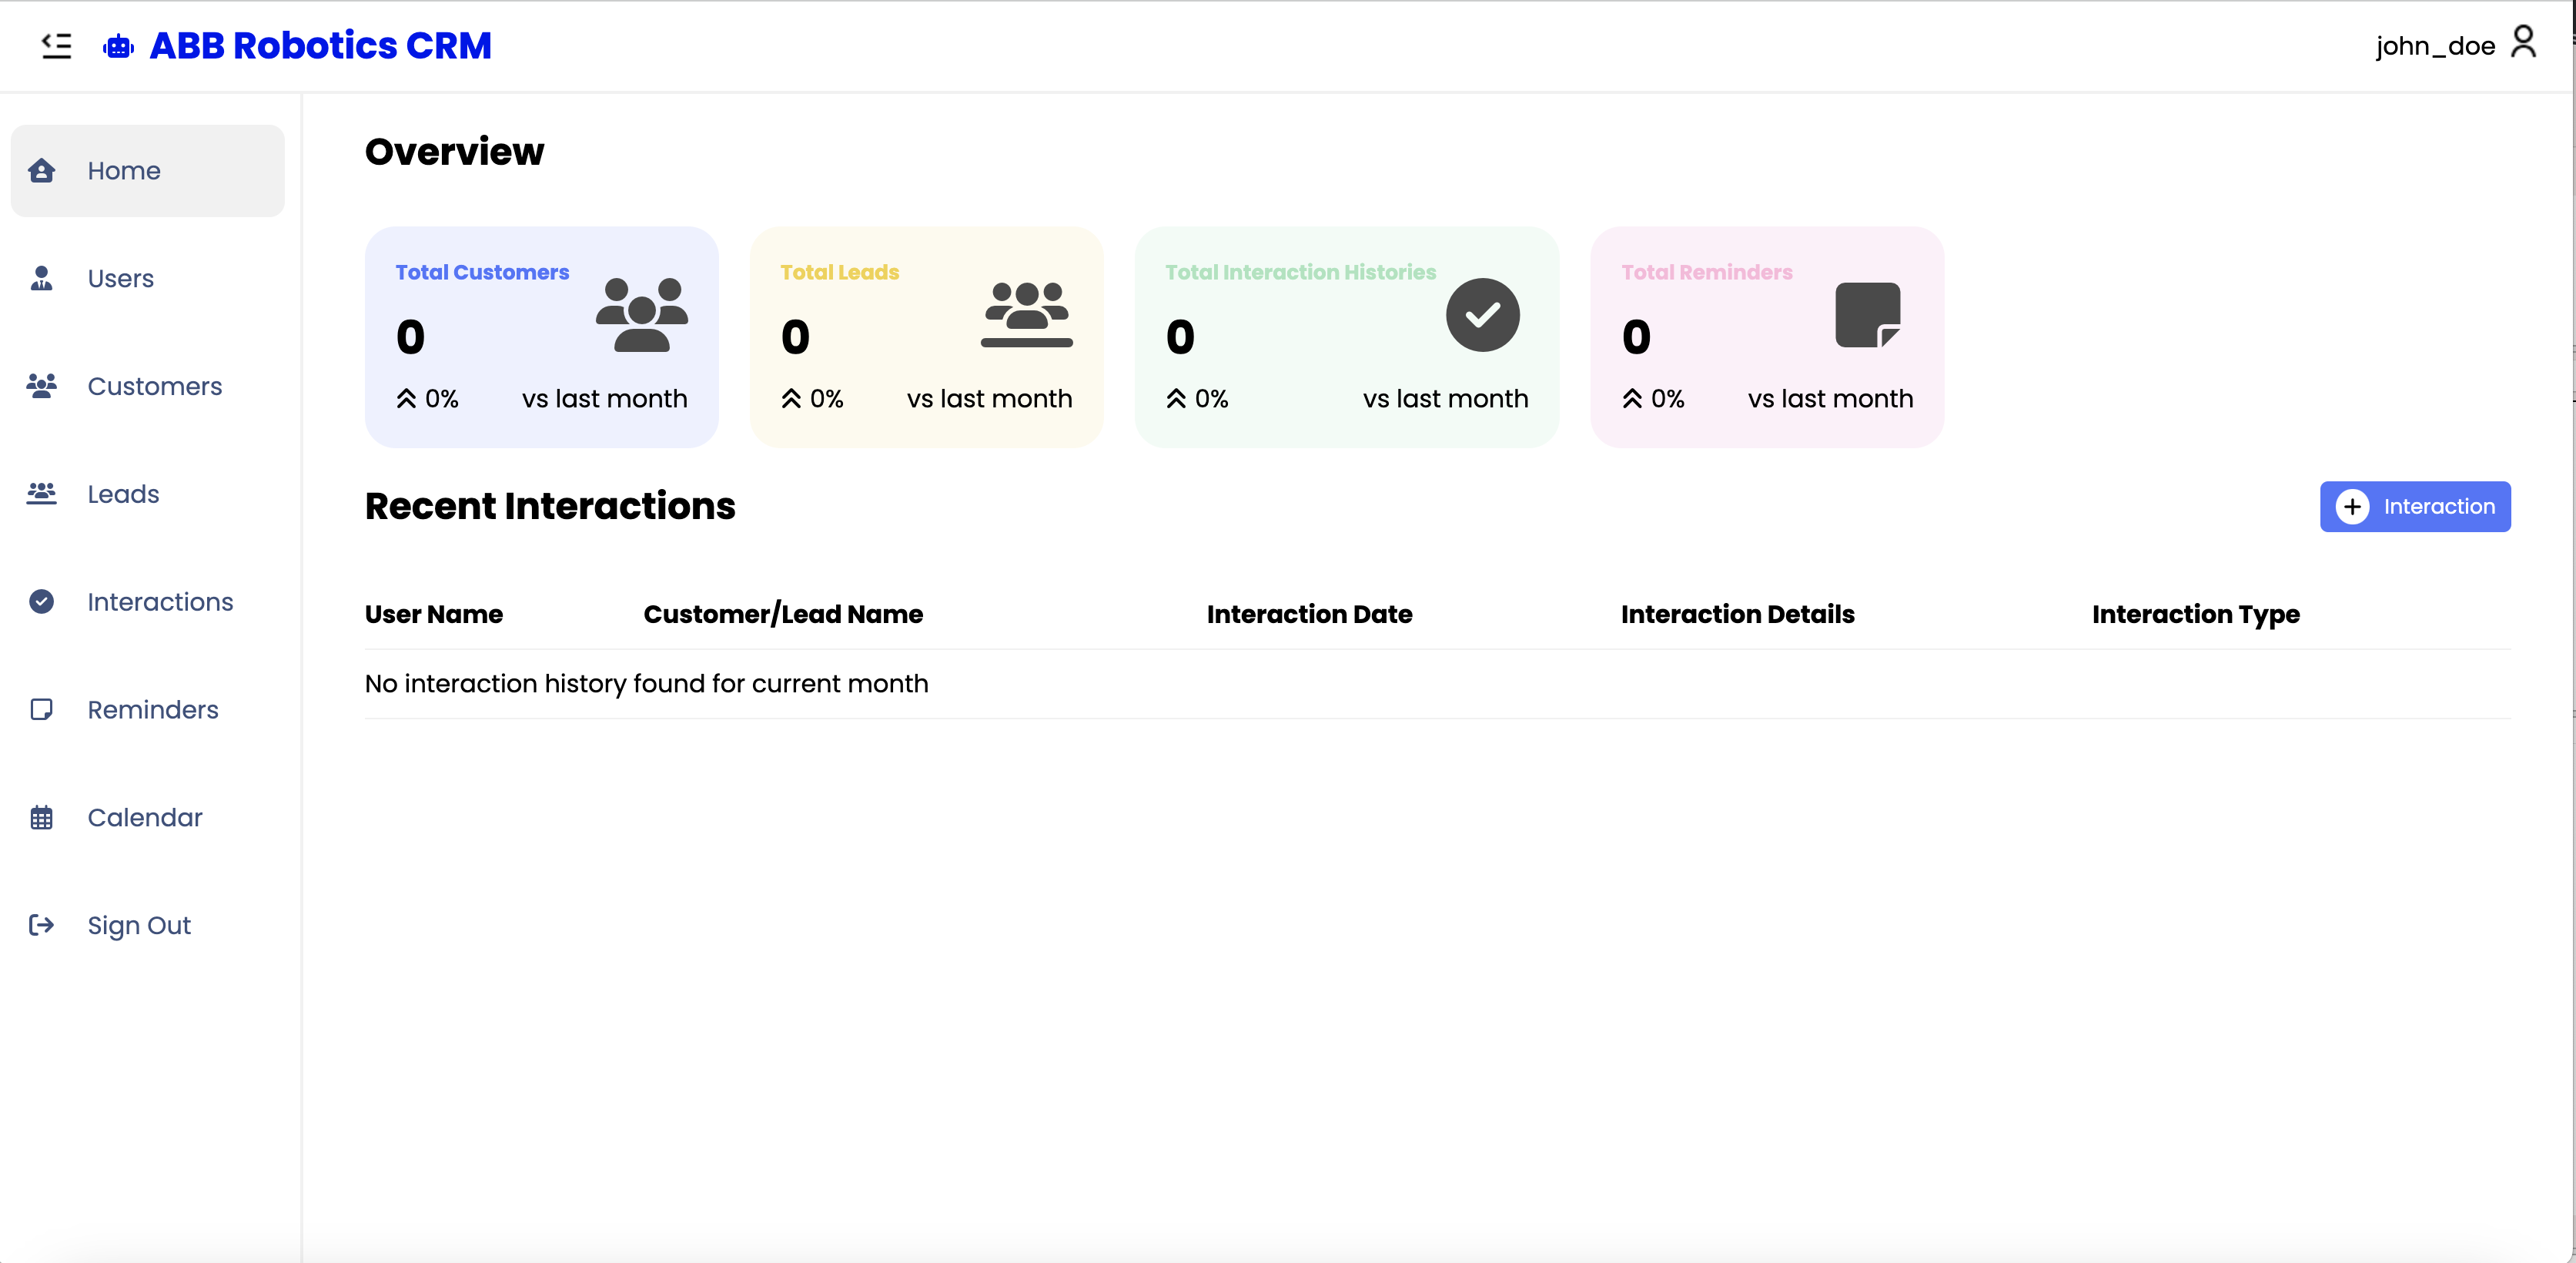 ABB Robotics CRM
john_doe
Home
Users
Customers
Leads
Interactions
Reminders
Calendar
Sign Out
Overview
Total Customers
0
0% vs last month
Total Leads
0
0% vs last month
Total Interaction Histories
0
0% vs last month
Total Reminders
0
0% vs last month
Recent Interactions
Interaction
User Name Customer/Lead Name Interaction Date Interaction Details Interaction Type
No interaction history found for current month